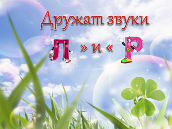 Дружат звуки
Л » и « Р